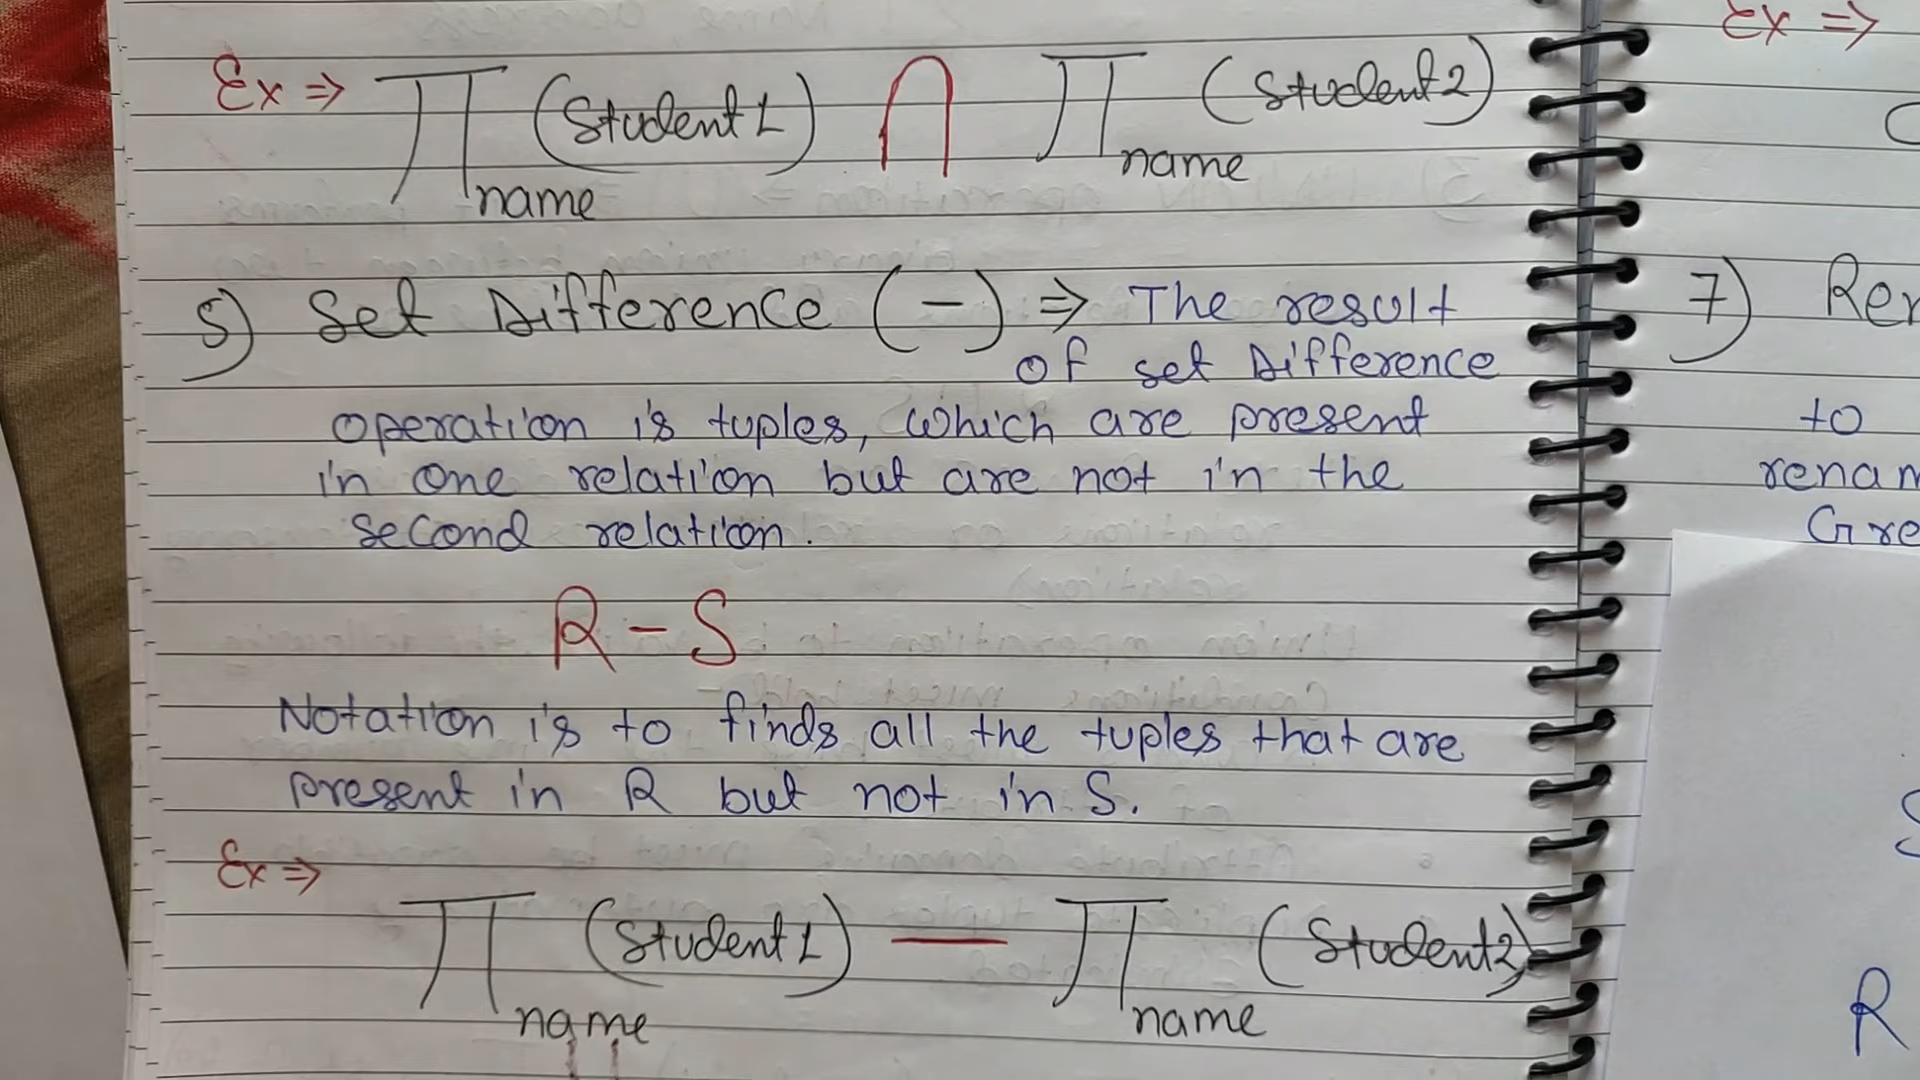 Ex ⇒ π name (Student1) ∩ π name (Student2)
5) Set Difference (-) ⇒ The result
of set Difference
operation is tuples, which are present
in one relation but are not in the
second relation.
R - S
Notation is to finds all the tuples that are
present in R but not in S.
Ex ⇒
π name (Student1) — π name (Student2)
Ex ⇒
7)
to
R